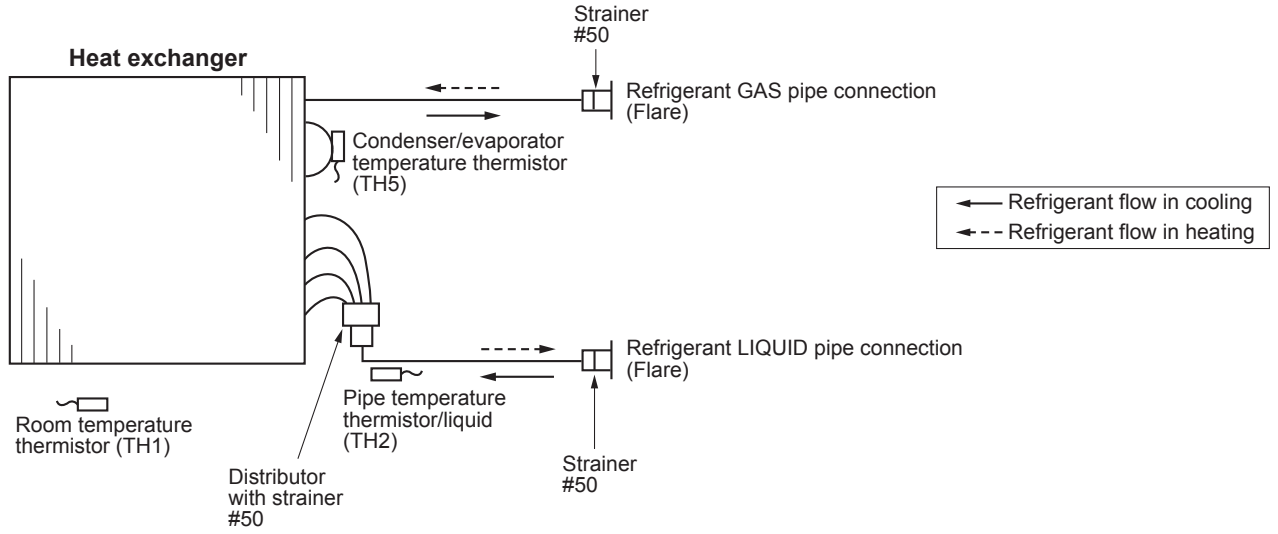 Strainer
#50
Heat exchanger
Refrigerant GAS pipe connection
(Flare)
Condenser/evaporator
temperature thermistor
(TH5)
Refrigerant flow in cooling
Refrigerant flow in heating
Refrigerant LIQUID pipe connection
(Flare)
Pipe temperature
thermistor/liquid
(TH2)
Room temperature
thermistor (TH1)
Strainer
#50
Distributor
with strainer
#50